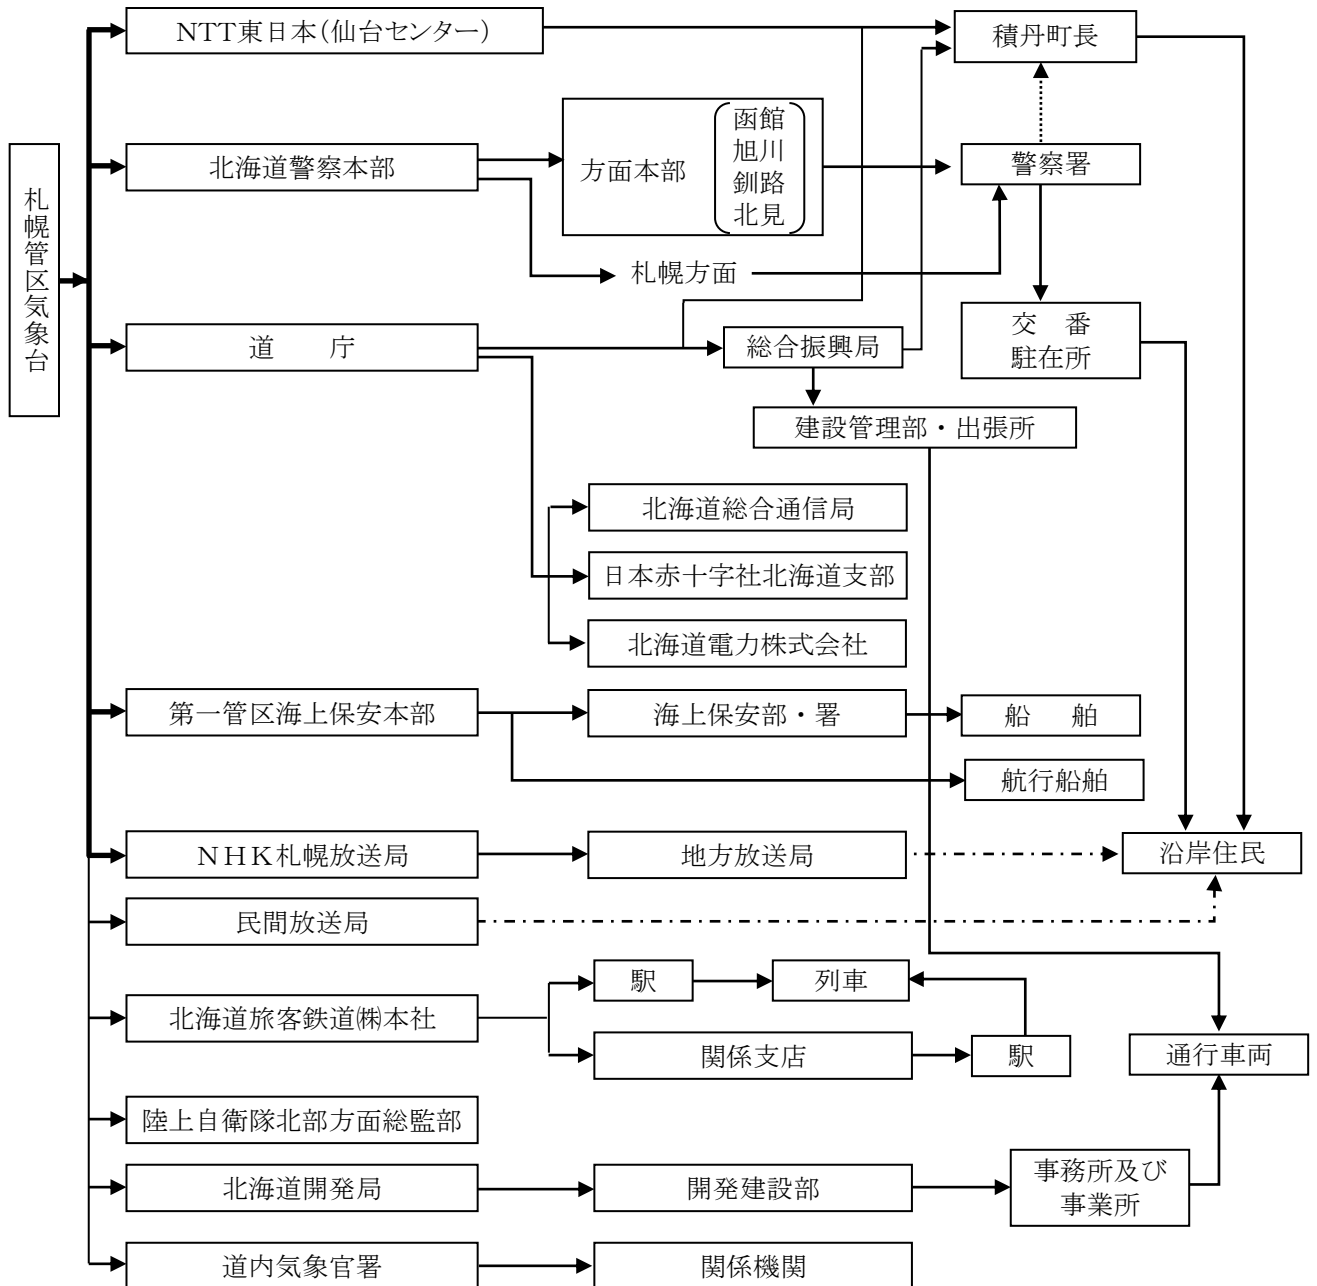 NTT東日本(仙台センター)
積丹町長
札幌管区気象台
北海道警察本部
方面本部
函館
旭川
釧路
北見
警察署
札幌方面
道　庁
総合振興局
交　番
駐在所
建設管理部・出張所
北海道総合通信局
日本赤十字社北海道支部
北海道電力株式会社
第一管区海上保安本部
海上保安部・署
船　舶
航行船舶
NHK札幌放送局
地方放送局
沿岸住民
民間放送局
北海道旅客鉄道㈱本社
駅
列車
関係支店
駅
通行車両
陸上自衛隊北部方面総監部
北海道開発局
開発建設部
事務所及び
事業所
道内気象官署
関係機関